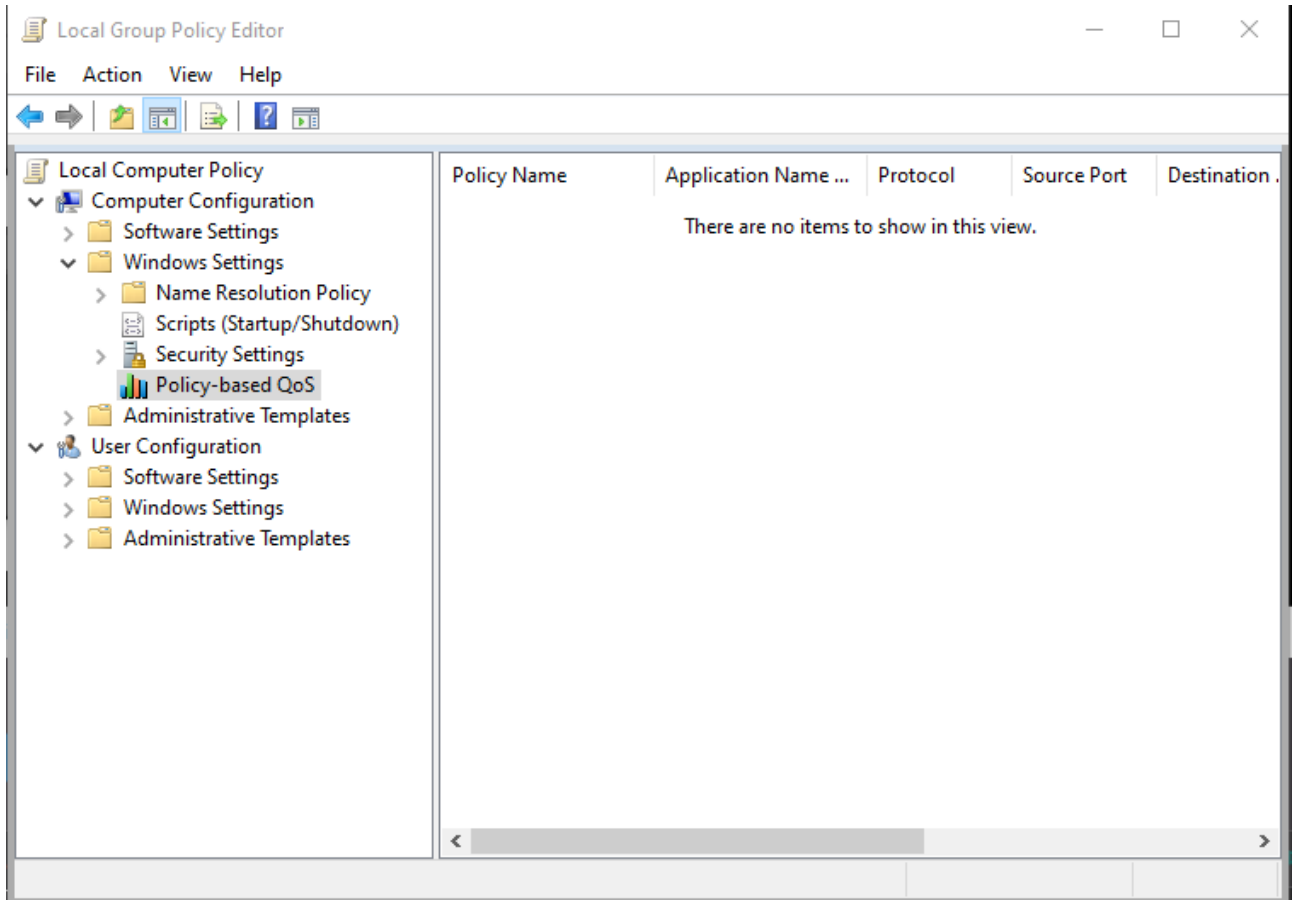 Local Group Policy Editor
File Action View Help
Local Computer Policy
Computer Configuration
Software Settings
Windows Settings
Name Resolution Policy
Scripts (Startup/Shutdown)
Security Settings
Policy-based QoS
Administrative Templates
User Configuration
Software Settings
Windows Settings
Administrative Templates
Policy Name Application Name ... Protocol Source Port Destination .
There are no items to show in this view.